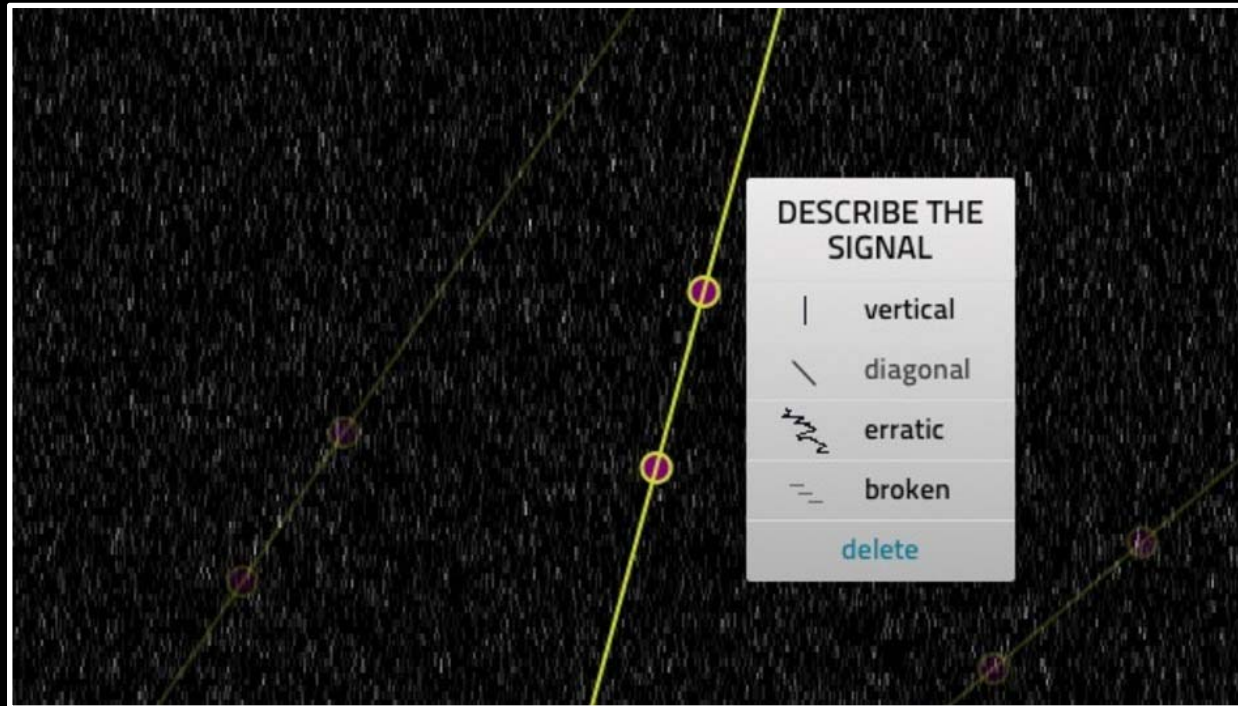 DESCRIBE THE
SIGNAL
vertical
diagonal
erratic
broken
delete